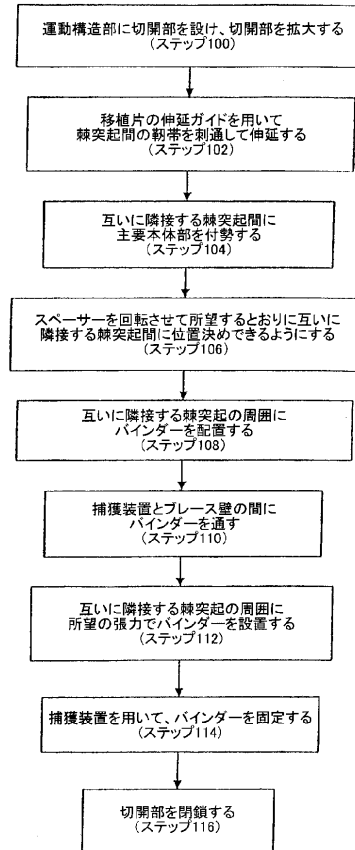 運動構造部に切開部を設け、切開部を拡大する
(ステップ100)
移植片の伸延ガイドを用いて
棘突起間の靭帯を刺通して伸延する
(ステップ102)
互いに隣接する棘突起間に
主要本体部を付勢する
(ステップ104)
スペーサーを回転させて所望するとおりに互いに
隣接する棘突起間に位置決めできるようにする
(ステップ106)
互いに隣接する棘突起の周囲に
バインダーを配置する
(ステップ108)
捕獲装置とブレース壁の間に
バインダーを通す
(ステップ110)
互いに隣接する棘突起の周囲に
所望の張力でバインダーを設置する
(ステップ112)
捕獲装置を用いて、バインダーを固定する
(ステップ114)
切開部を閉鎖する
(ステップ116)